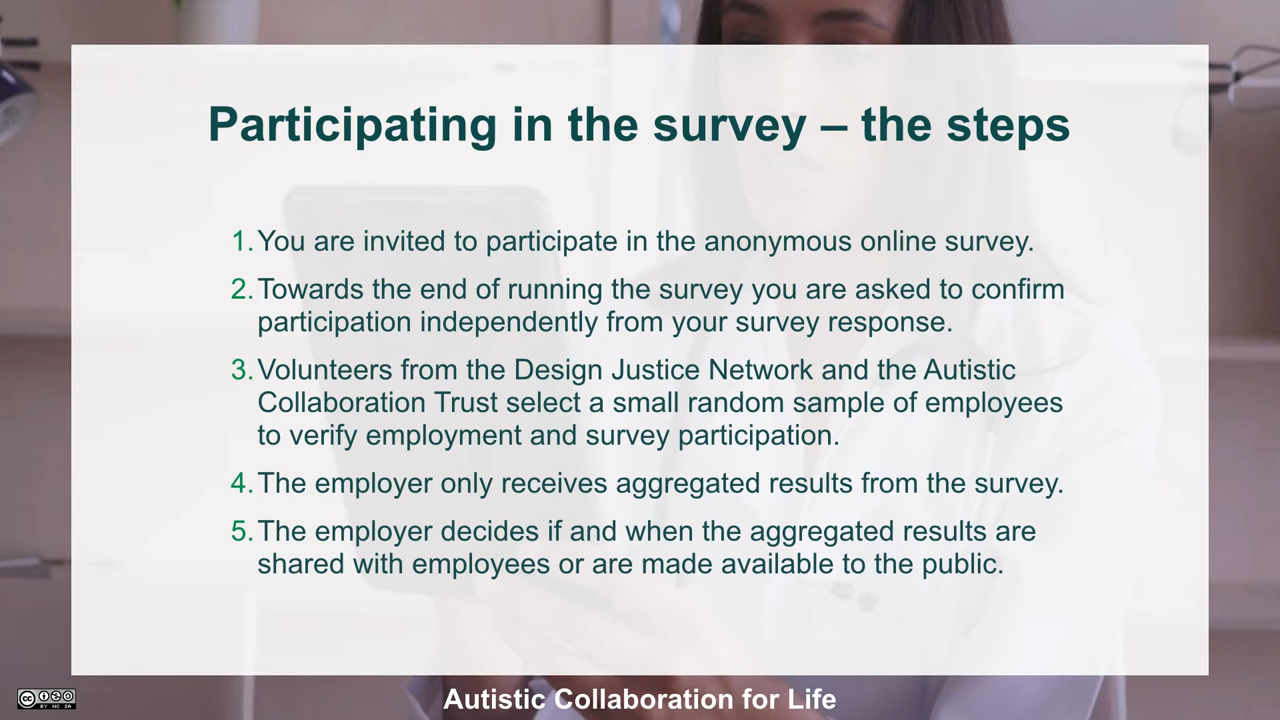 Participating in the survey – the steps
1. You are invited to participate in the anonymous online survey.
2. Towards the end of running the survey you are asked to confirm
participation independently from your survey response.
3. Volunteers from the Design Justice Network and the Autistic
Collaboration Trust select a small random sample of employees
to verify employment and survey participation.
4. The employer only receives aggregated results from the survey.
5. The employer decides if and when the aggregated results are
shared with employees or are made available to the public.
Autistic Collaboration for Life
cc
BY NC SA